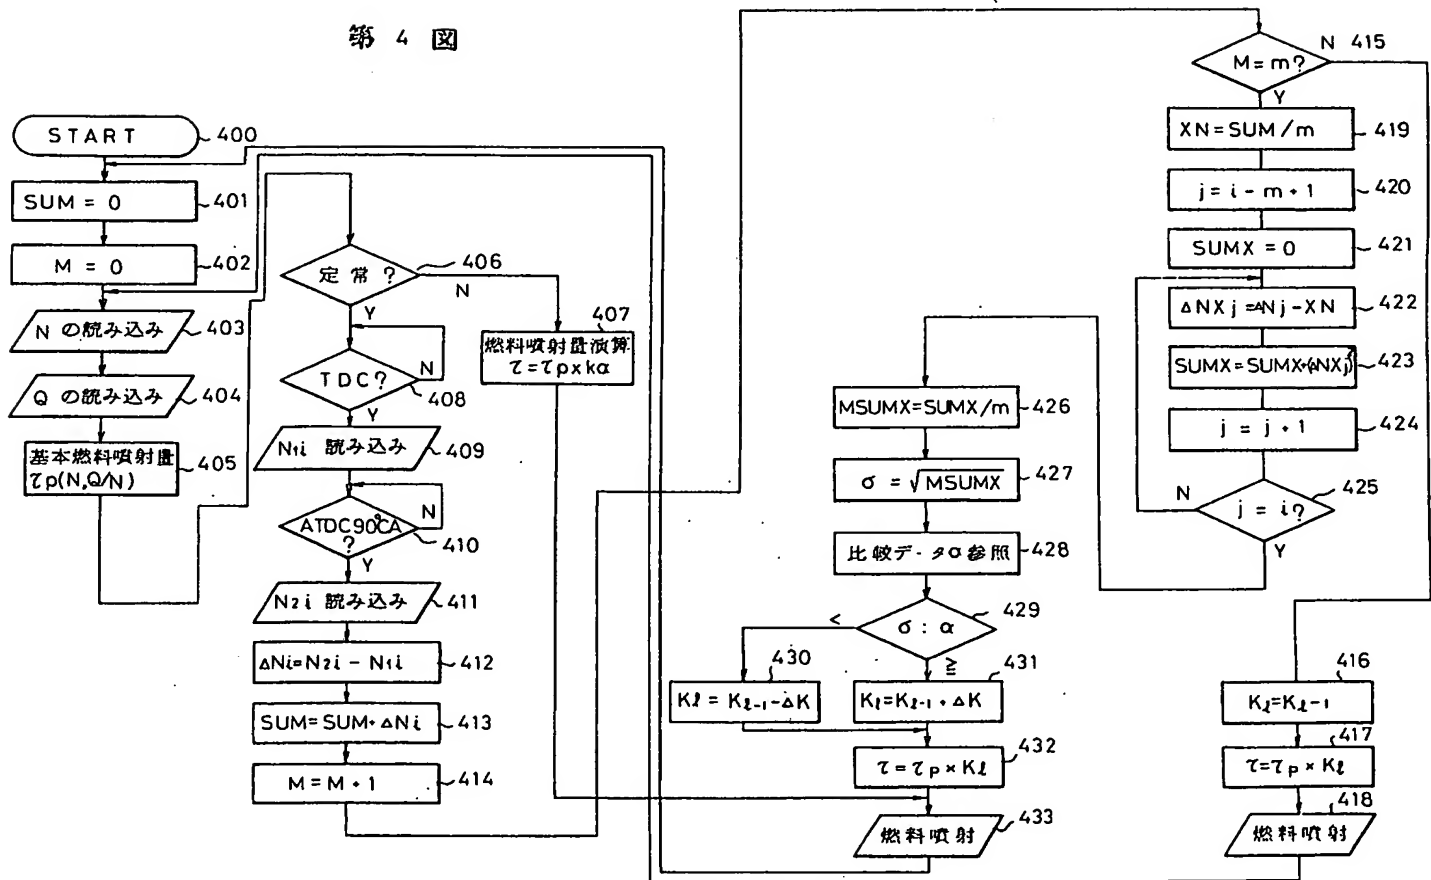 第 4 図
START
400
SUM = 0
401
M = 0
402
N の読み込み
403
Q の読み込み
404
基本燃料噴射量
τp(N,Q/N)
405
定常?
406
N
Y
407
燃料噴射量演算
τ=τp×kα
TDC?
N
408
Y
N1i 読み込み
409
ATDC90℃A
?
N
410
Y
N2i 読み込み
411
ΔNi=N2i - N1i
412
SUM=SUM+ΔNi
413
M = M + 1
414
M = m?
N
415
Y
XN=SUM/m
419
j = i - m + 1
420
SUMX = 0
421
ΔNXj=ΔNj-XN
422
SUMX=SUMX+(ΔNXj)²
423
j = j + 1
424
N
j = i?
425
Y
MSUMX=SUMX/m
426
σ = √MSUMX
427
比較データα参照
428
<
σ : α
429
≧
430
Kℓ = Kℓ-1-ΔK
431
Kℓ=Kℓ-1+ΔK
τ=τp×Kℓ
432
燃料噴射
433
416
Kℓ=Kℓ-1
417
τ=τp×Kℓ
418
燃料噴射